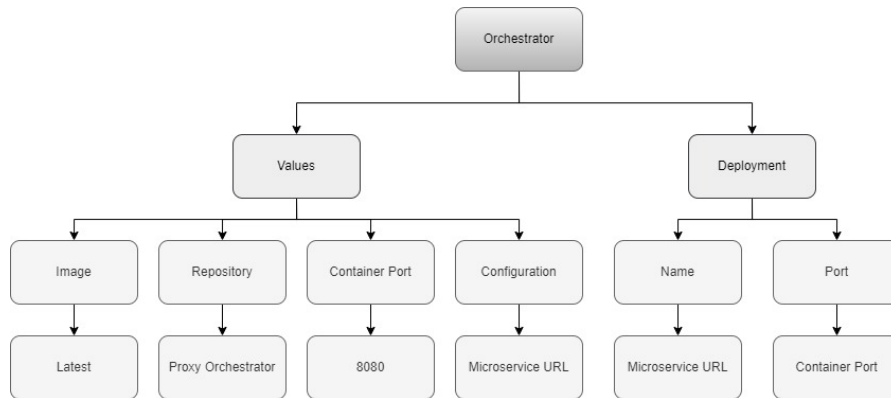 Orchestrator
Values
Deployment
Image
Repository
Container Port
Configuration
Name
Port
Latest
Proxy Orchestrator
8080
Microservice URL
Microservice URL
Container Port